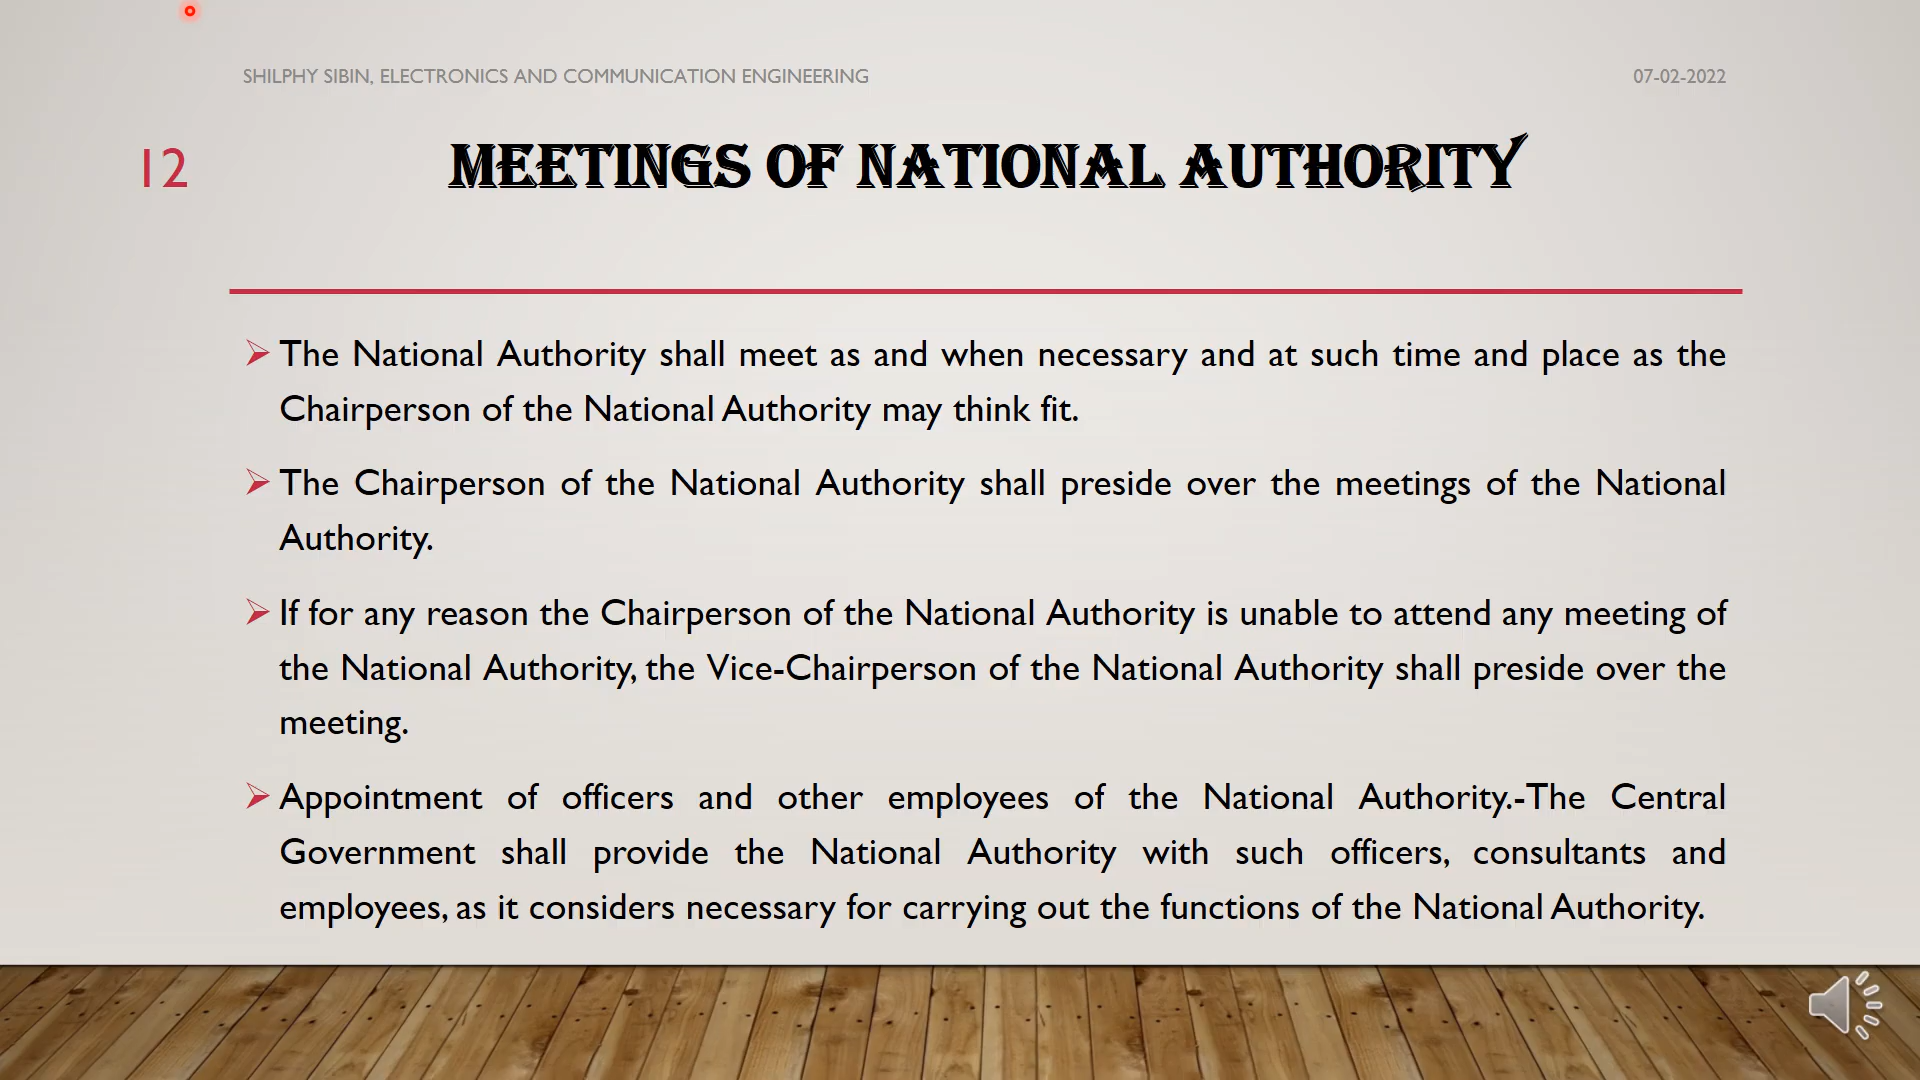 SHILPHY SIBIN, ELECTRONICS AND COMMUNICATION ENGINEERING
07-02-2022
12
MEETINGS OF NATIONAL AUTHORITY
The National Authority shall meet as and when necessary and at such time and place as the
Chairperson of the National Authority may think fit.
The Chairperson of the National Authority shall preside over the meetings of the National
Authority.
If for any reason the Chairperson of the National Authority is unable to attend any meeting of
the National Authority, the Vice-Chairperson of the National Authority shall preside over the
meeting.
Appointment of officers and other employees of the National Authority.-The Central
Government shall provide the National Authority with such officers, consultants and
employees, as it considers necessary for carrying out the functions of the National Authority.